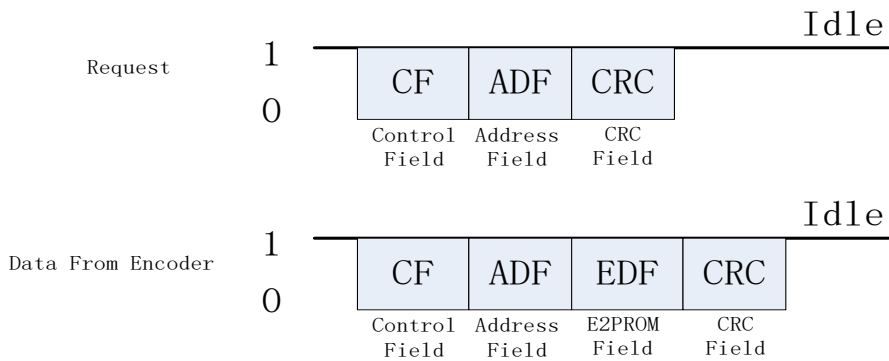 Idle
Request
1
0
CF ADF CRC
Control Address CRC
Field Field Field
Idle
Data From Encoder
1
0
CF ADF EDF CRC
Control Address E2PROM CRC
Field Field Field Field